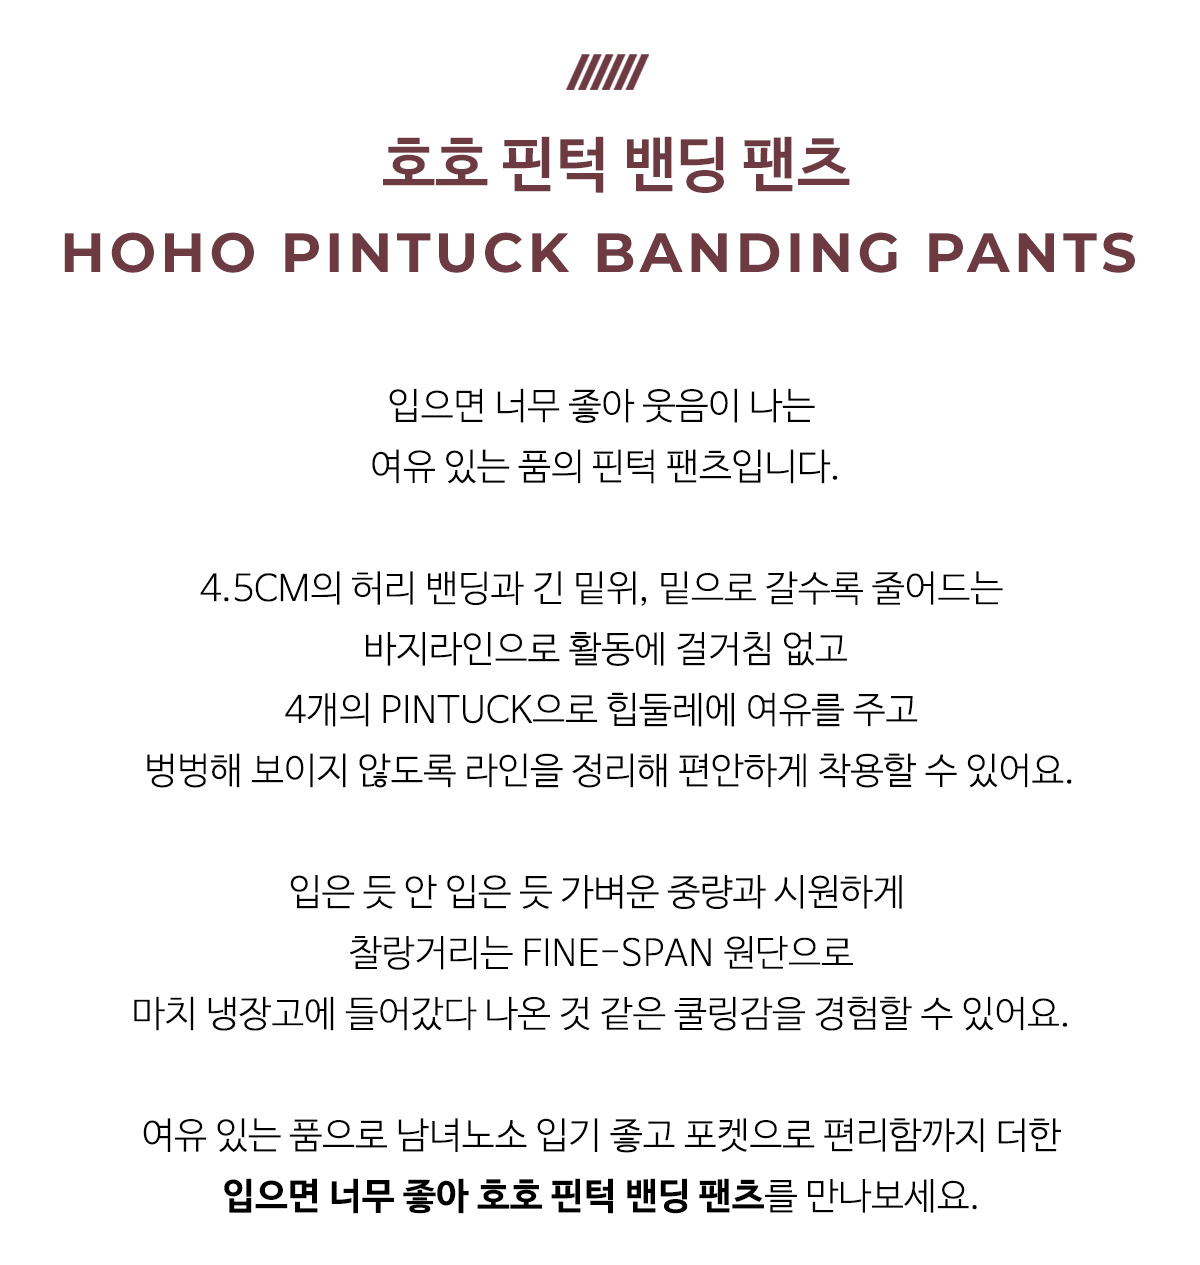 호호 핀턱 밴딩 팬츠
HOHO PINTUCK BANDING PANTS
입으면 너무 좋아 웃음이 나는
여유 있는 품의 핀턱 팬츠입니다.
4.5CM의 허리 밴딩과 긴 밑위, 밑으로 갈수록 줄어드는
바지라인으로 활동에 걸거침 없고
4개의 PINTUCK으로 힙둘레에 여유를 주고
벙벙해 보이지 않도록 라인을 정리해 편안하게 착용할 수 있어요.
입은 듯 안 입은 듯 가벼운 중량과 시원하게
찰랑거리는 FINE-SPAN 원단으로
마치 냉장고에 들어갔다 나온 것 같은 쿨링감을 경험할 수 있어요.
여유 있는 품으로 남녀노소 입기 좋고 포켓으로 편리함까지 더한
입으면 너무 좋아 호호 핀턱 밴딩 팬츠를 만나보세요.